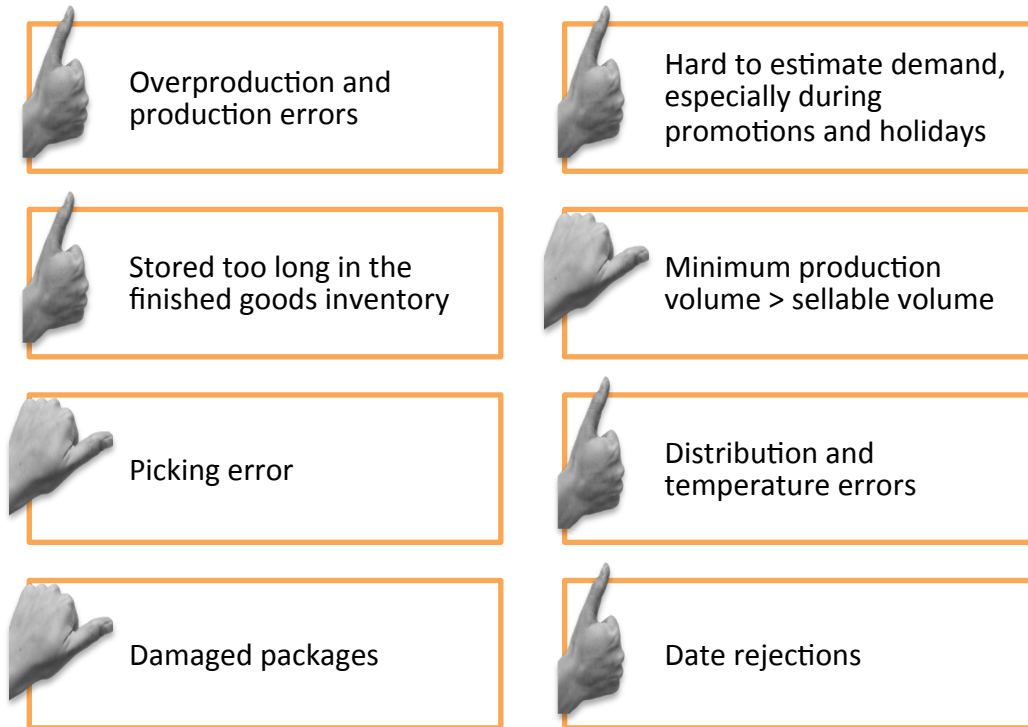 Overproduction and
production errors
Hard to estimate demand,
especially during
promotions and holidays
Stored too long in the
finished goods inventory
Minimum production
volume > sellable volume
Picking error
Distribution and
temperature errors
Damaged packages
Date rejections